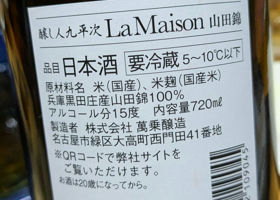 醸し人九平次 La Maison 山田錦
品目 日本酒 要冷蔵 5~10℃以下
原材料名 米(国産)、米麹(国産米)
兵庫黒田庄産山田錦100%
アルコール分15度 内容量720㎖
製造者 株式会社 萬乗醸造
名古屋市緑区大高町西門田41番地
※QRコードで弊社サイトを
ご覧いただけます。
お酒は20歳になってから。